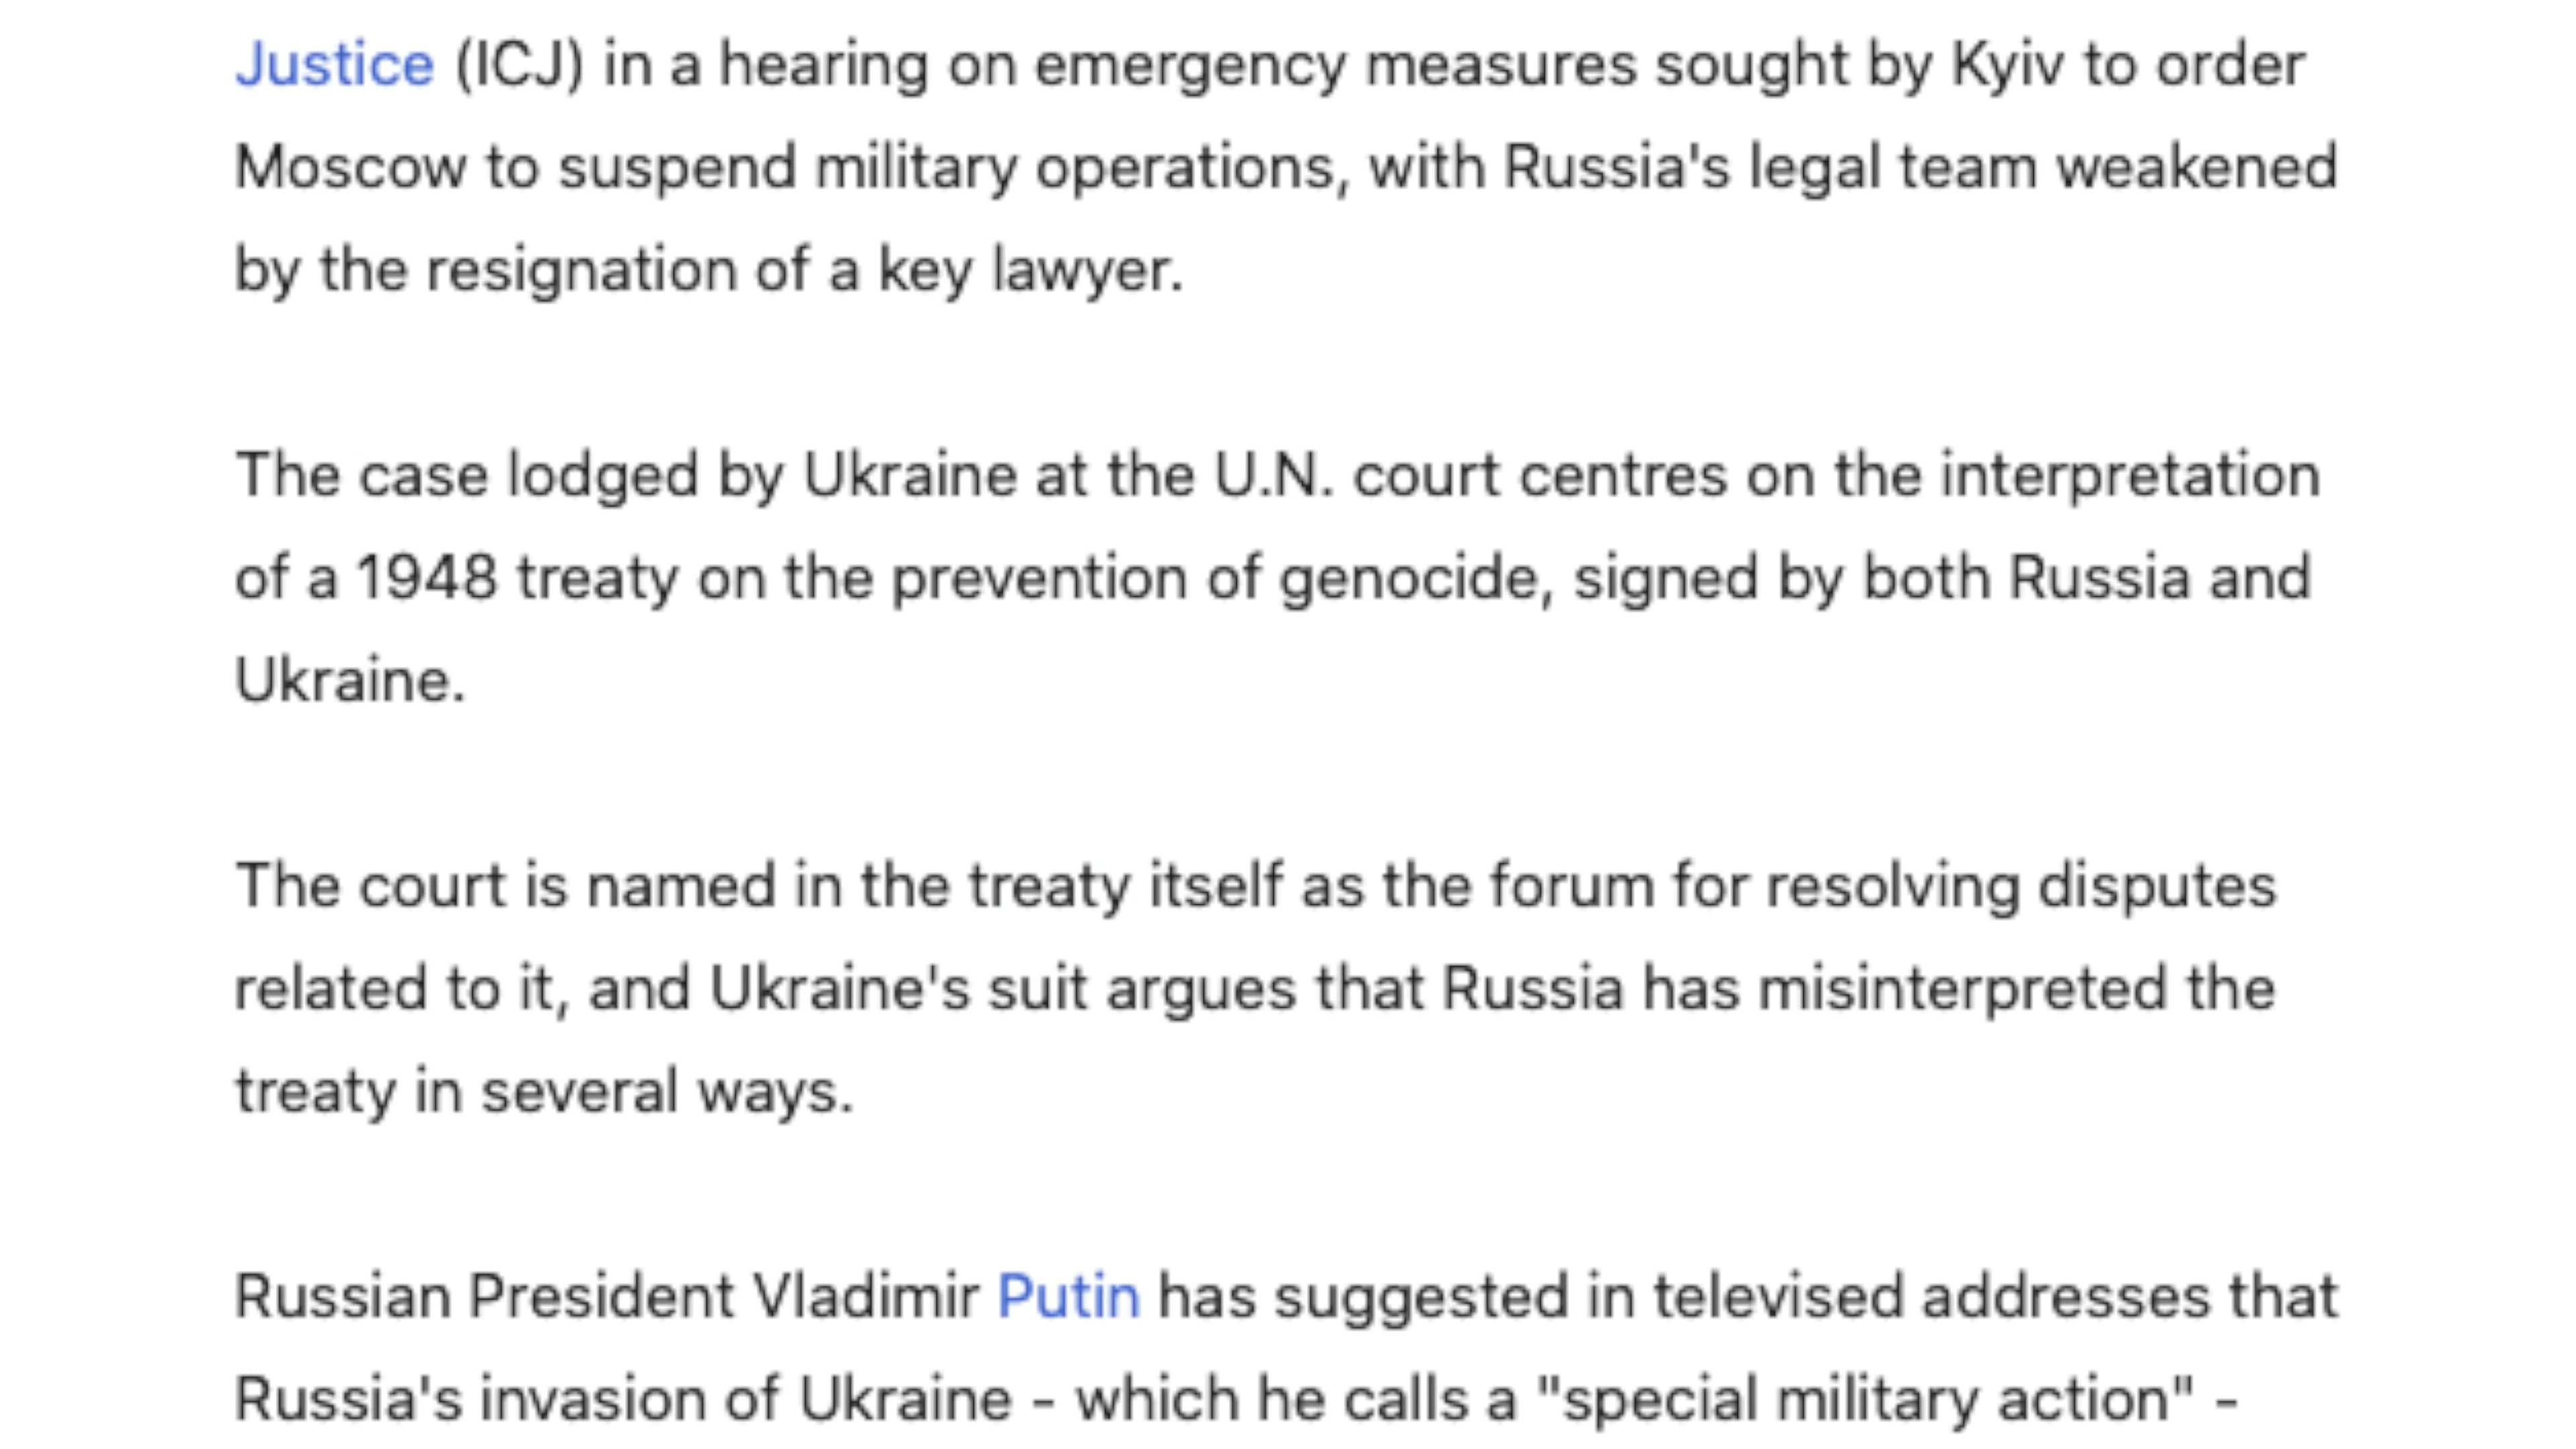 Justice (ICJ) in a hearing on emergency measures sought by Kyiv to order
Moscow to suspend military operations, with Russia's legal team weakened
by the resignation of a key lawyer.
The case lodged by Ukraine at the U.N. court centres on the interpretation
of a 1948 treaty on the prevention of genocide, signed by both Russia and
Ukraine.
The court is named in the treaty itself as the forum for resolving disputes
related to it, and Ukraine's suit argues that Russia has misinterpreted the
treaty in several ways.
Russian President Vladimir Putin has suggested in televised addresses that
Russia's invasion of Ukraine - which he calls a "special military action" -